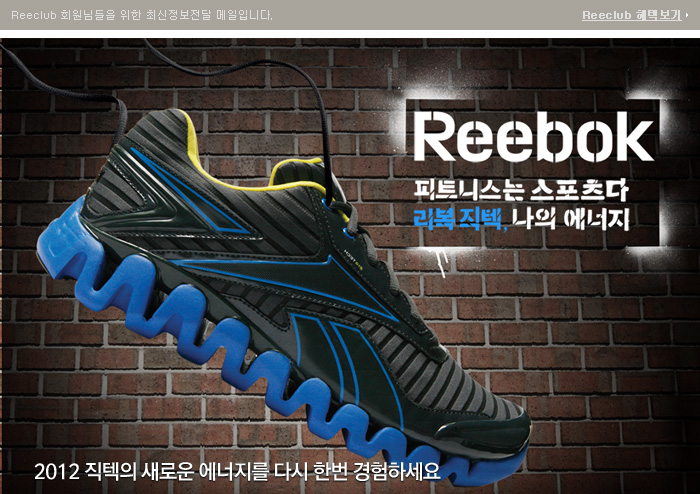 Reeclub 회원님들을 위한 최신정보전달 메일입니다.
Reeclub 혜택보기
Reebok
피트니스는 스포츠다
리복 직텍, 나의 에너지
2012 직텍의 새로운 에너지를 다시 한번 경험하세요